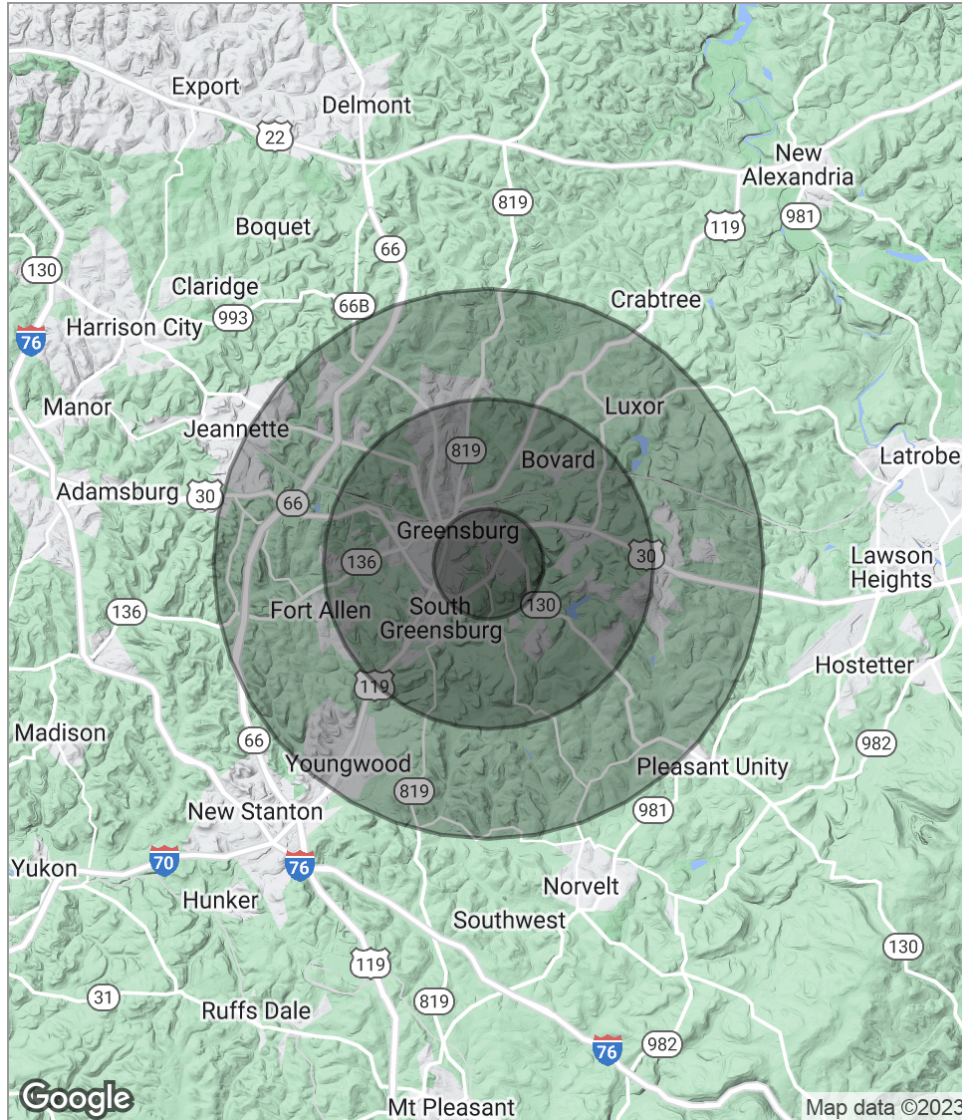 Export
Delmont
22
New
Alexandria
819
981
Boquet
119
66
130
Claridge
66B
993
Crabtree
Harrison City
76
Manor
Luxor
Jeannette
819
Bovard
Latrobe
Adamsburg
30
66
Greensburg
30
Lawson
Heights
136
136
130
Fort Allen
South
Greensburg
Hostetter
119
Madison
66
982
Youngwood
Pleasant Unity
819
New Stanton
981
Yukon
70
76
Norvelt
Hunker
Southwest
130
119
31
819
Ruffs Dale
76
982
Google
Mt Pleasant
Map data ©2023